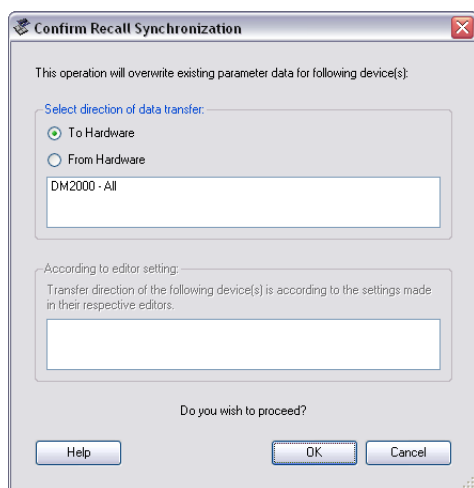 Confirm Recall Synchronization
This operation will overwrite existing parameter data for following device(s):
Select direction of data transfer:
To Hardware
From Hardware
DM2000 - All
According to editor setting:
Transfer direction of the following device(s) is according to the settings made
in their respective editors.
Do you wish to proceed?
Help
OK
Cancel